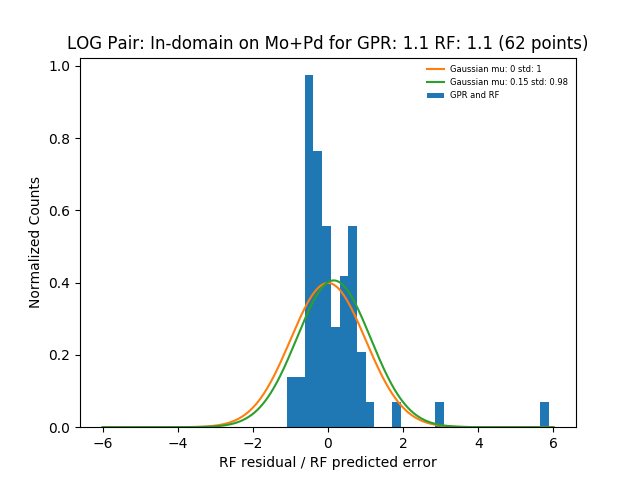 LOG Pair: In-domain on Mo+Pd for GPR: 1.1 RF: 1.1 (62 points)
Gaussian mu: 0 std: 1
Gaussian mu: 0.15 std: 0.98
GPR and RF
Normalized Counts
1.0
0.8
0.6
0.4
0.2
0.0
−6 −4 −2 0 2 4 6
RF residual / RF predicted error